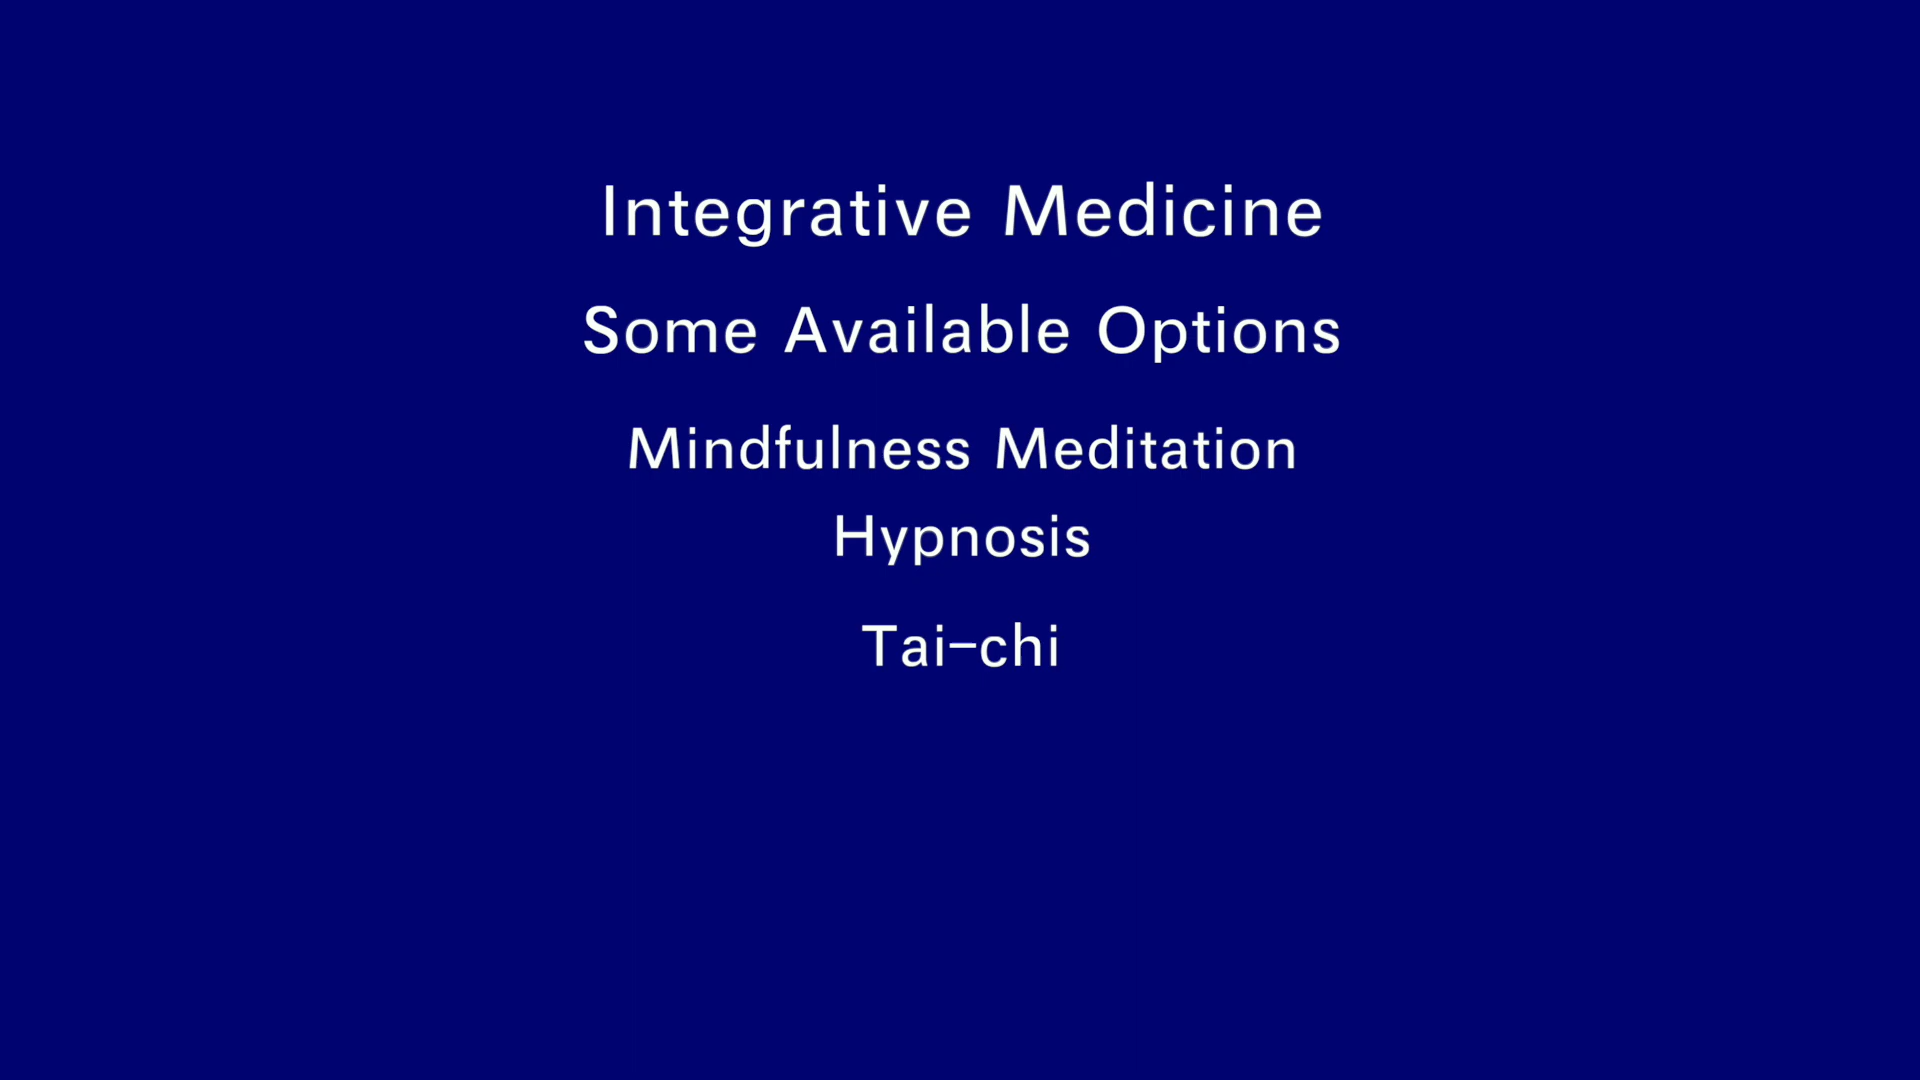 Integrative Medicine
Some Available Options
Mindfulness Meditation
Hypnosis
Tai-chi